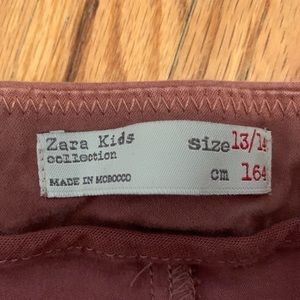 Zara Kids Size 13/14
collection
MADE IN MOROCCO cm 164